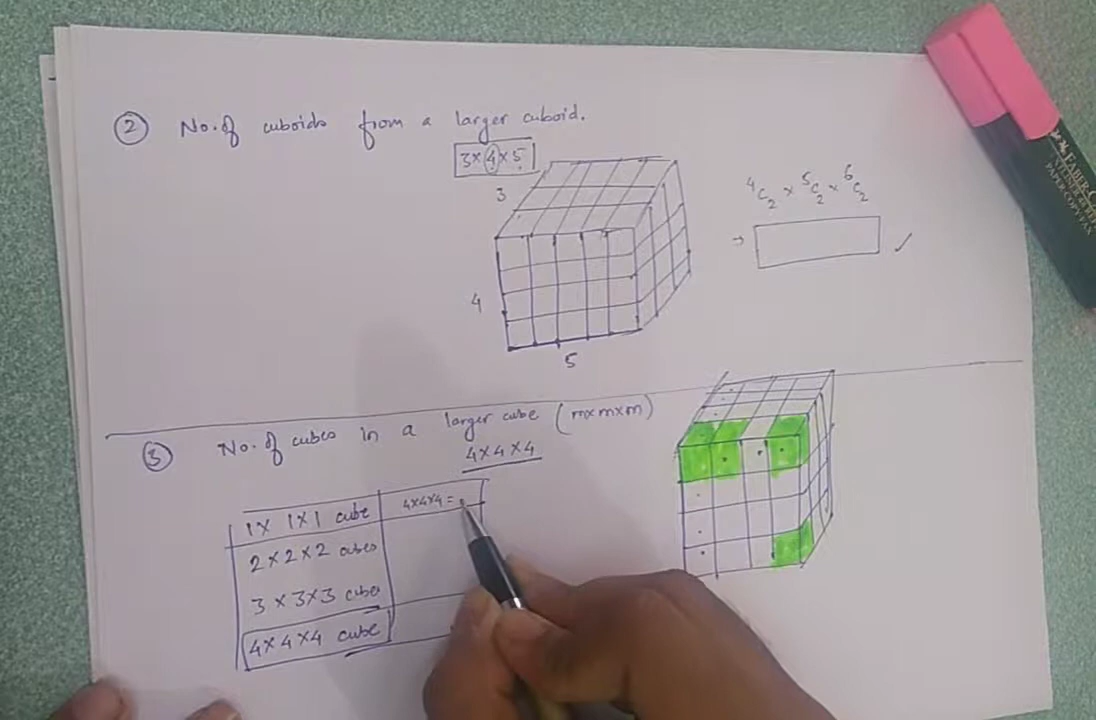 ② No. of cuboids from a larger cuboid.
3×4×5
3
4
5
⁴C₂ × ⁵C₂ × ⁶C₂
→ ✓
③ No. of cubes in a larger cube (m×m×m)
4×4×4
1× 1×1 cube 4×4×4 =
2×2×2 cubes
3×3×3 cubes
4×4×4 cube
FABER-C